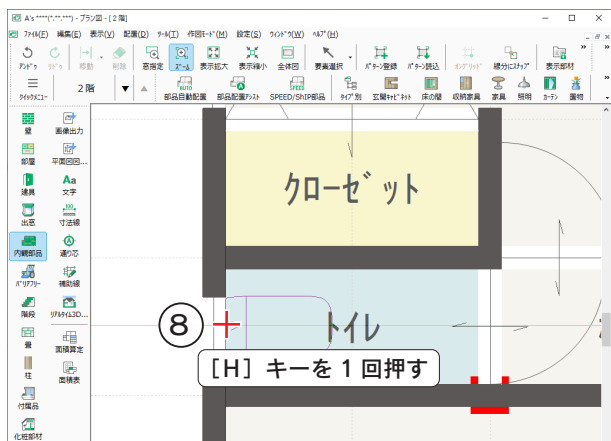 A's ****(*.**.***) - プラン図 - [2 階]
ファイル(F) 編集(E) 表示(V) 配置(D) ツール(T) 作図モード(M) 設定(S) ウィンドウ(W) ヘルプ(H)
アンドゥ リドゥ 移動 削除 窓指定 ズーム 表示拡大 表示縮小 全体図 要素選択 パターン登録 パターン読込 オングリッド 線分にスナップ 表示部材
クイックメニュー 2階 部品自動配置 部品配置アシスト SPEED/ShIP部品 タイプ別 玄関キャビネット 床の間 収納家具 家具 照明 カーテン 置物
壁 画像出力
部屋 平面図図...
建具 文字
出窓 寸法線
内観部品 通り芯
バリアフリー 補助線
階段 リアルタイム3D...
畳 面積算定
柱 面積表
付属品
化粧部材
クローゼット
トイレ
⑧
[H] キーを 1 回押す